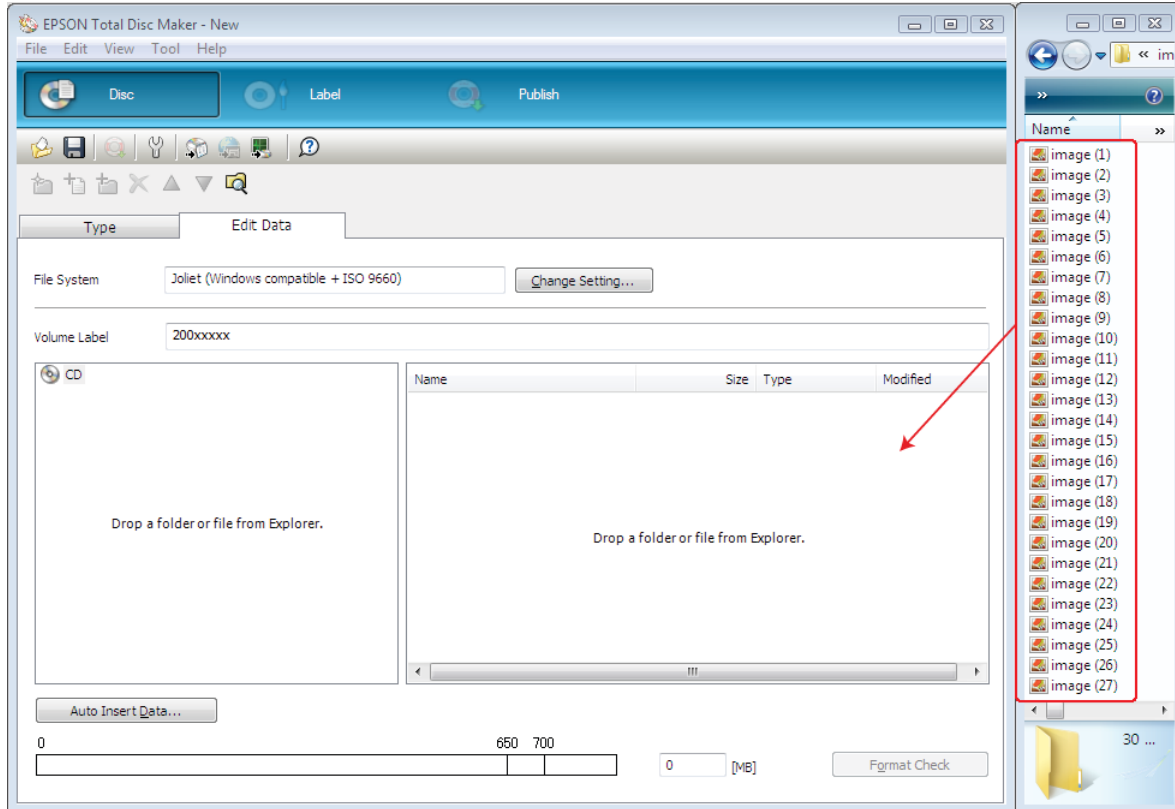 EPSON Total Disc Maker - New
File Edit View Tool Help
Disc Label Publish
Type Edit Data
File System Joliet (Windows compatible + ISO 9660) Change Setting...
Volume Label 200xxxxx
CD
Drop a folder or file from Explorer.
Name Size Type Modified
Drop a folder or file from Explorer.
Auto Insert Data...
0 650 700
0 [MB] Format Check
« im
»
Name »
image (1)
image (2)
image (3)
image (4)
image (5)
image (6)
image (7)
image (8)
image (9)
image (10)
image (11)
image (12)
image (13)
image (14)
image (15)
image (16)
image (17)
image (18)
image (19)
image (20)
image (21)
image (22)
image (23)
image (24)
image (25)
image (26)
image (27)
30 ...